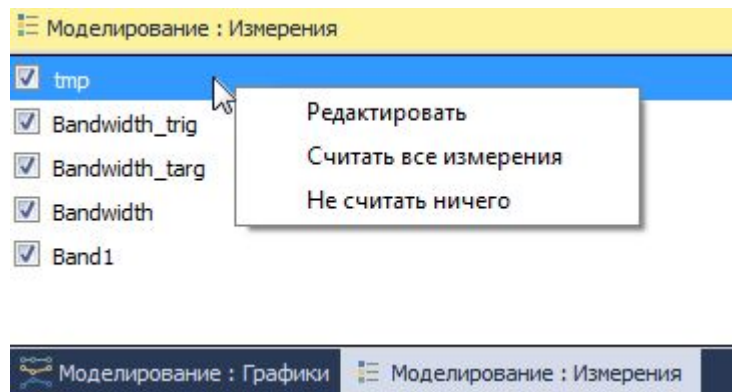 Моделирование : Измерения
tmp
Bandwidth_trig
Bandwidth_targ
Bandwidth
Band1
Редактировать
Считать все измерения
Не считать ничего
Моделирование : Графики
Моделирование : Измерения